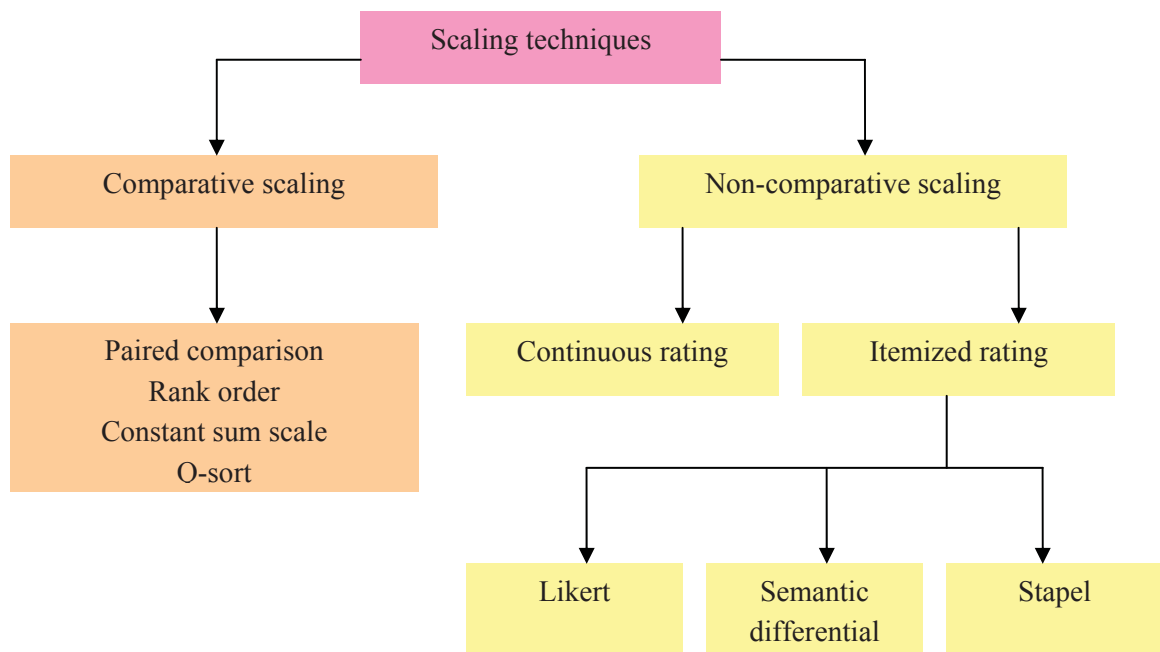 Scaling techniques
Comparative scaling
Non-comparative scaling
Paired comparison
Rank order
Constant sum scale
Q-sort
Continuous rating
Itemized rating
Likert
Semantic
differential
Stapel